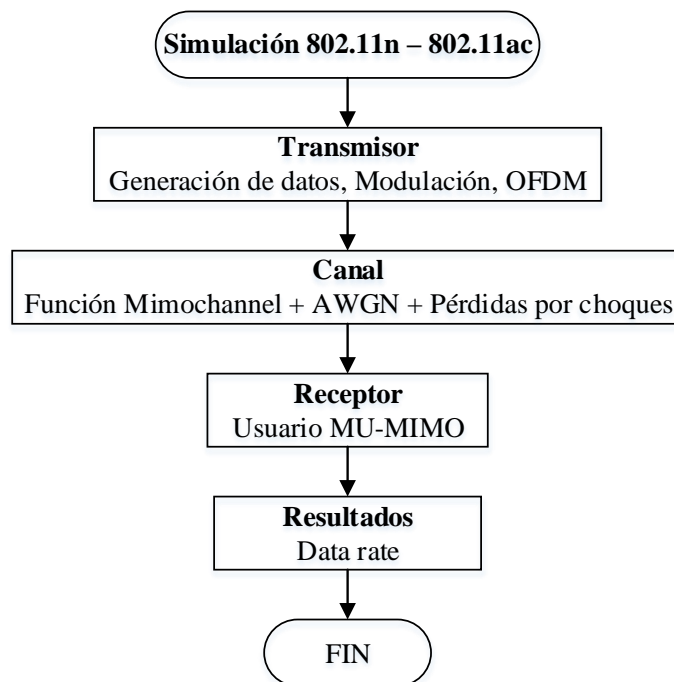 Simulación 802.11n – 802.11ac
Transmisor
Generación de datos, Modulación, OFDM
Canal
Función Mimochannel + AWGN + Pérdidas por choques
Receptor
Usuario MU-MIMO
Resultados
Data rate
FIN